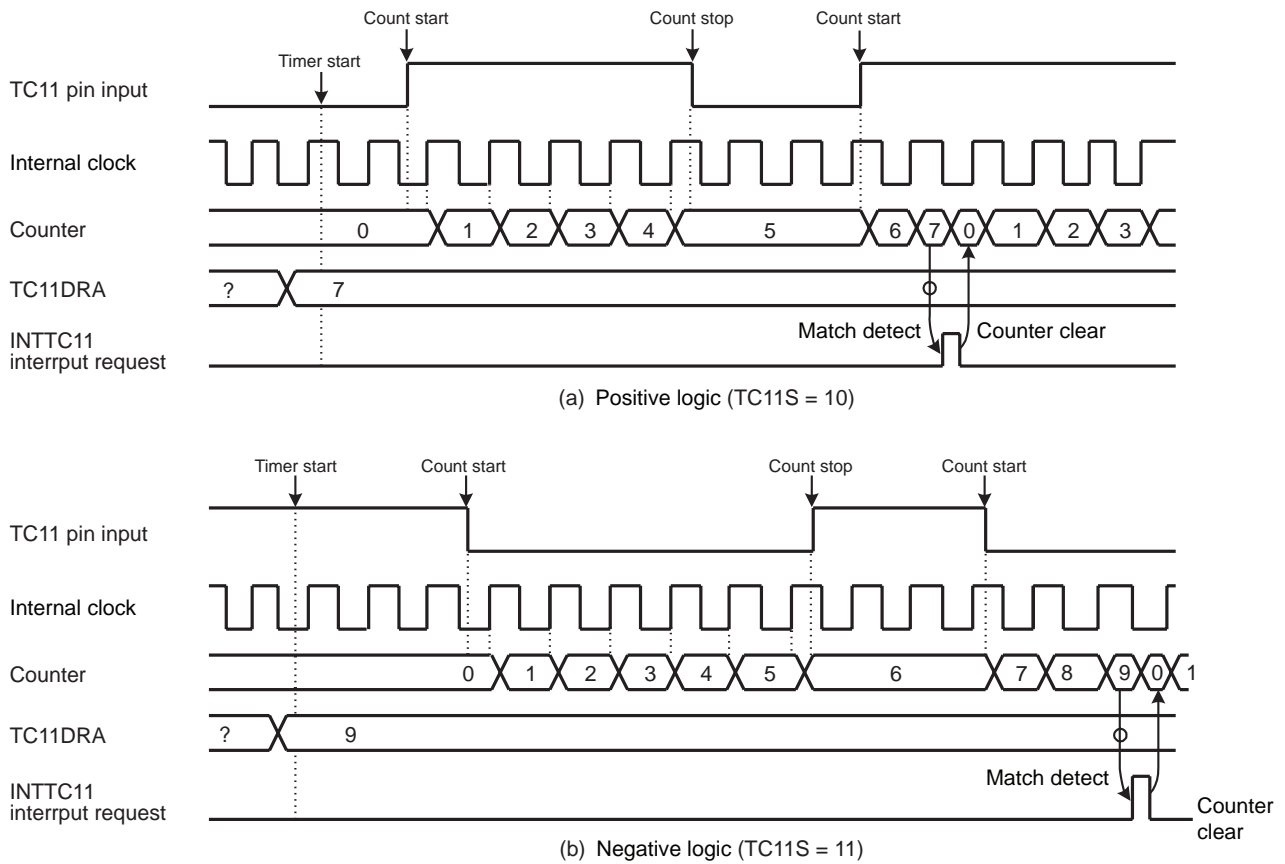 Count start Count stop Count start
Timer start
TC11 pin input
Internal clock
Counter 0 1 2 3 4 5 6 7 0 1 2 3
TC11DRA ? 7
Match detect Counter clear
INTTC11
interrput request
(a) Positive logic (TC11S = 10)
Timer start Count start Count stop Count start
TC11 pin input
Internal clock
Counter 0 1 2 3 4 5 6 7 8 9 0 1
TC11DRA ? 9
Match detect
INTTC11
interrput request
Counter
clear
(b) Negative logic (TC11S = 11)